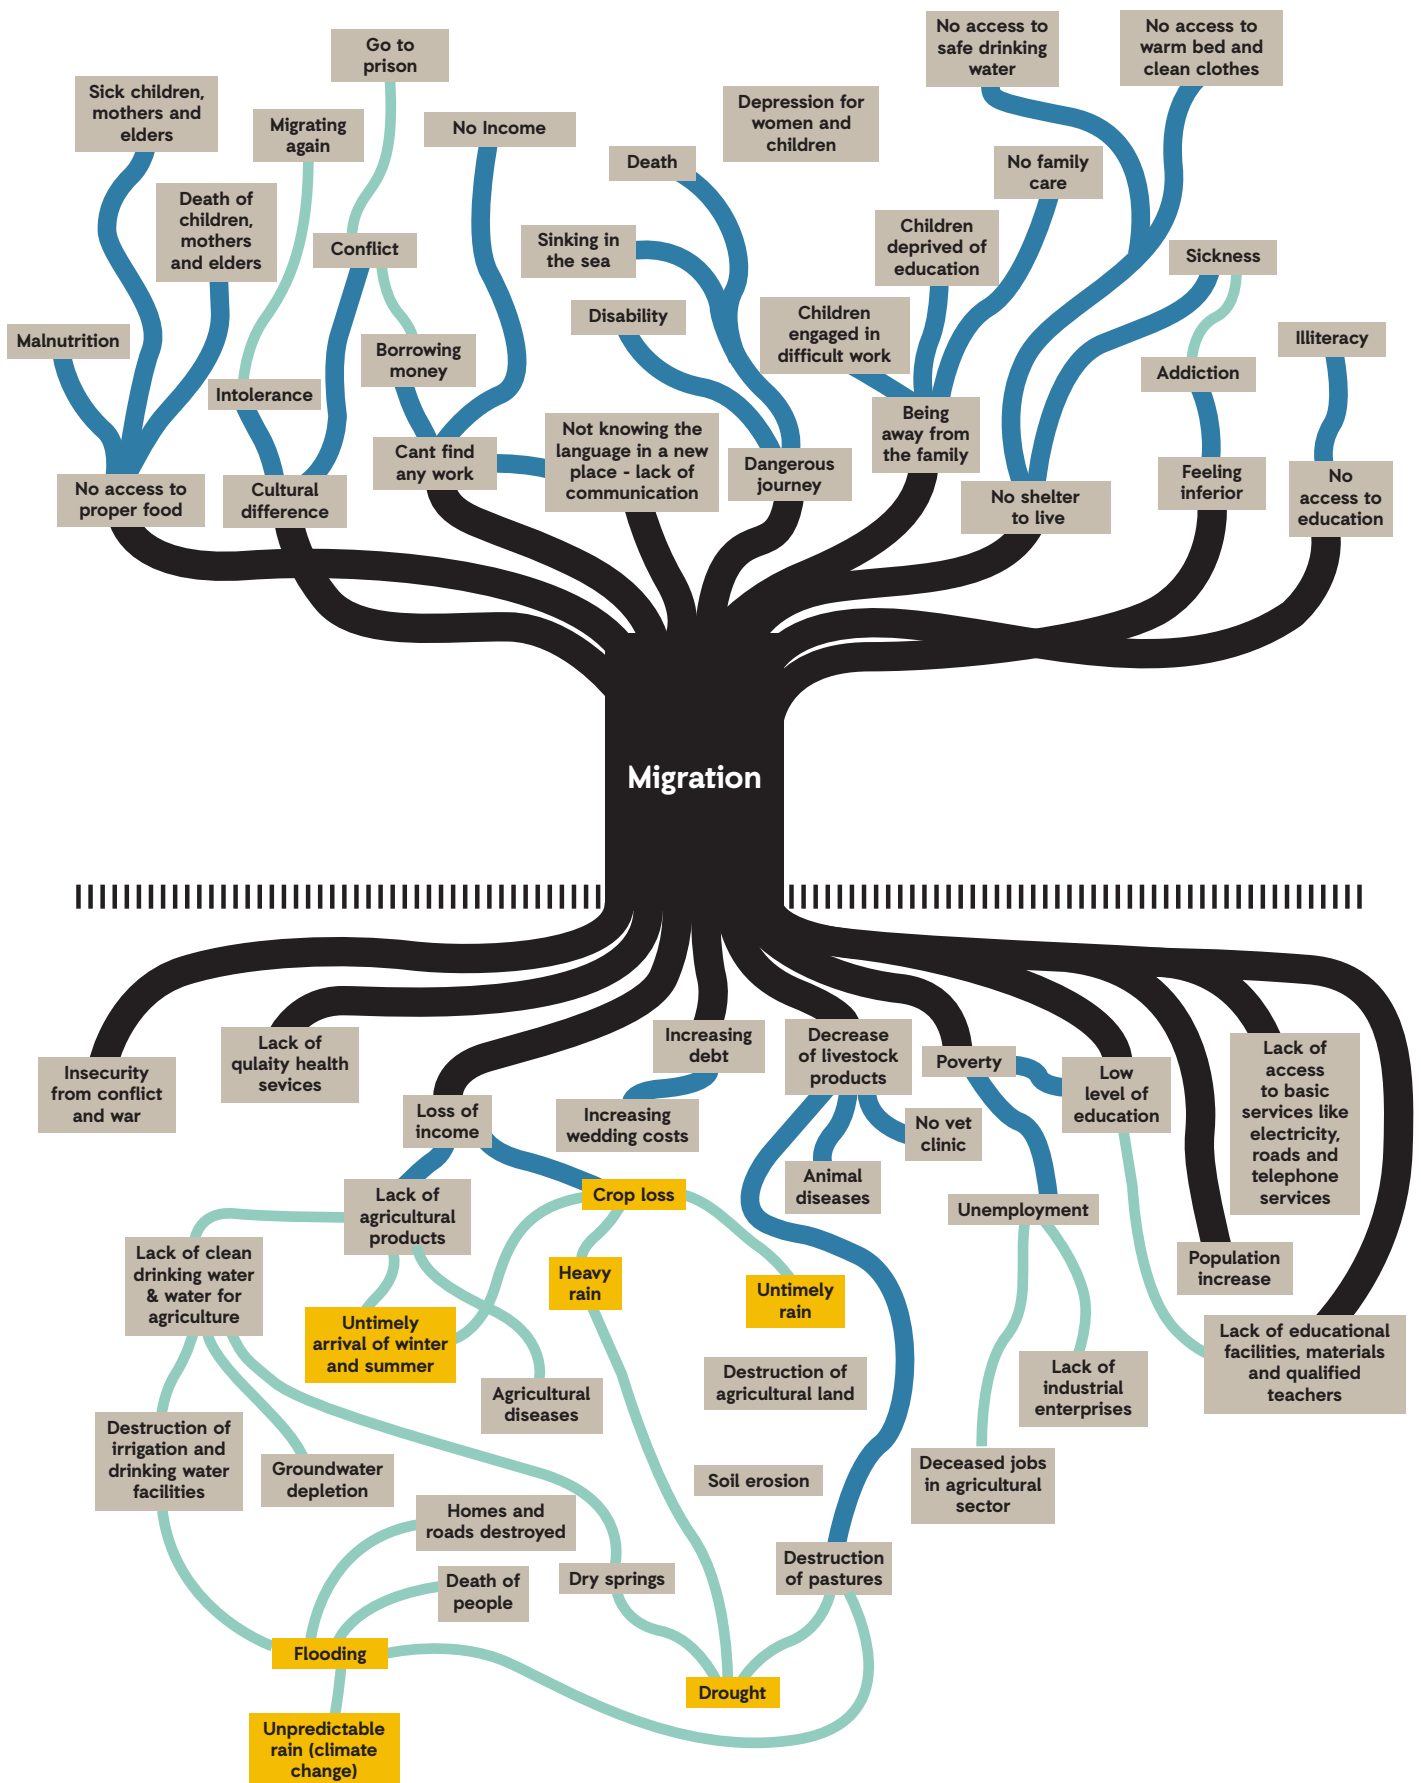 Go to
prison
No access to
safe drinking
water
No access to
warm bed and
clean clothes
Sick children,
mothers and
elders
Migrating
again
No Income
Depression for
women and
children
Death
No family
care
Death of
children,
mothers
and elders
Conflict
Sinking in
the sea
Children
deprived of
education
Sickness
Malnutrition
Borrowing
money
Disability
Children
engaged in
difficult work
Addiction
Illiteracy
Intolerance
No access to
proper food
Cultural
difference
Cant find
any work
Not knowing the
language in a new
place - lack of
communication
Dangerous
journey
Being
away from
the family
No shelter
to live
Feeling
inferior
No
access to
education
Migration
Insecurity
from conflict
and war
Lack of
qulaity health
sevices
Loss of
income
Increasing
debt
Increasing
wedding costs
Decrease
of livestock
products
No vet
clinic
Animal
diseases
Poverty
Low
level of
education
Lack of
access
to basic
services like
electricity,
roads and
telephone
services
Lack of
agricultural
products
Crop loss
Unemployment
Lack of clean
drinking water
& water for
agriculture
Heavy
rain
Untimely
rain
Population
increase
Untimely
arrival of winter
and summer
Lack of educational
facilities, materials
and qualified
teachers
Agricultural
diseases
Destruction of
agricultural land
Lack of
industrial
enterprises
Destruction of
irrigation and
drinking water
facilities
Groundwater
depletion
Soil erosion
Deceased jobs
in agricultural
sector
Homes and
roads destroyed
Death of
people
Dry springs
Destruction
of pastures
Flooding
Drought
Unpredictable
rain (climate
change)